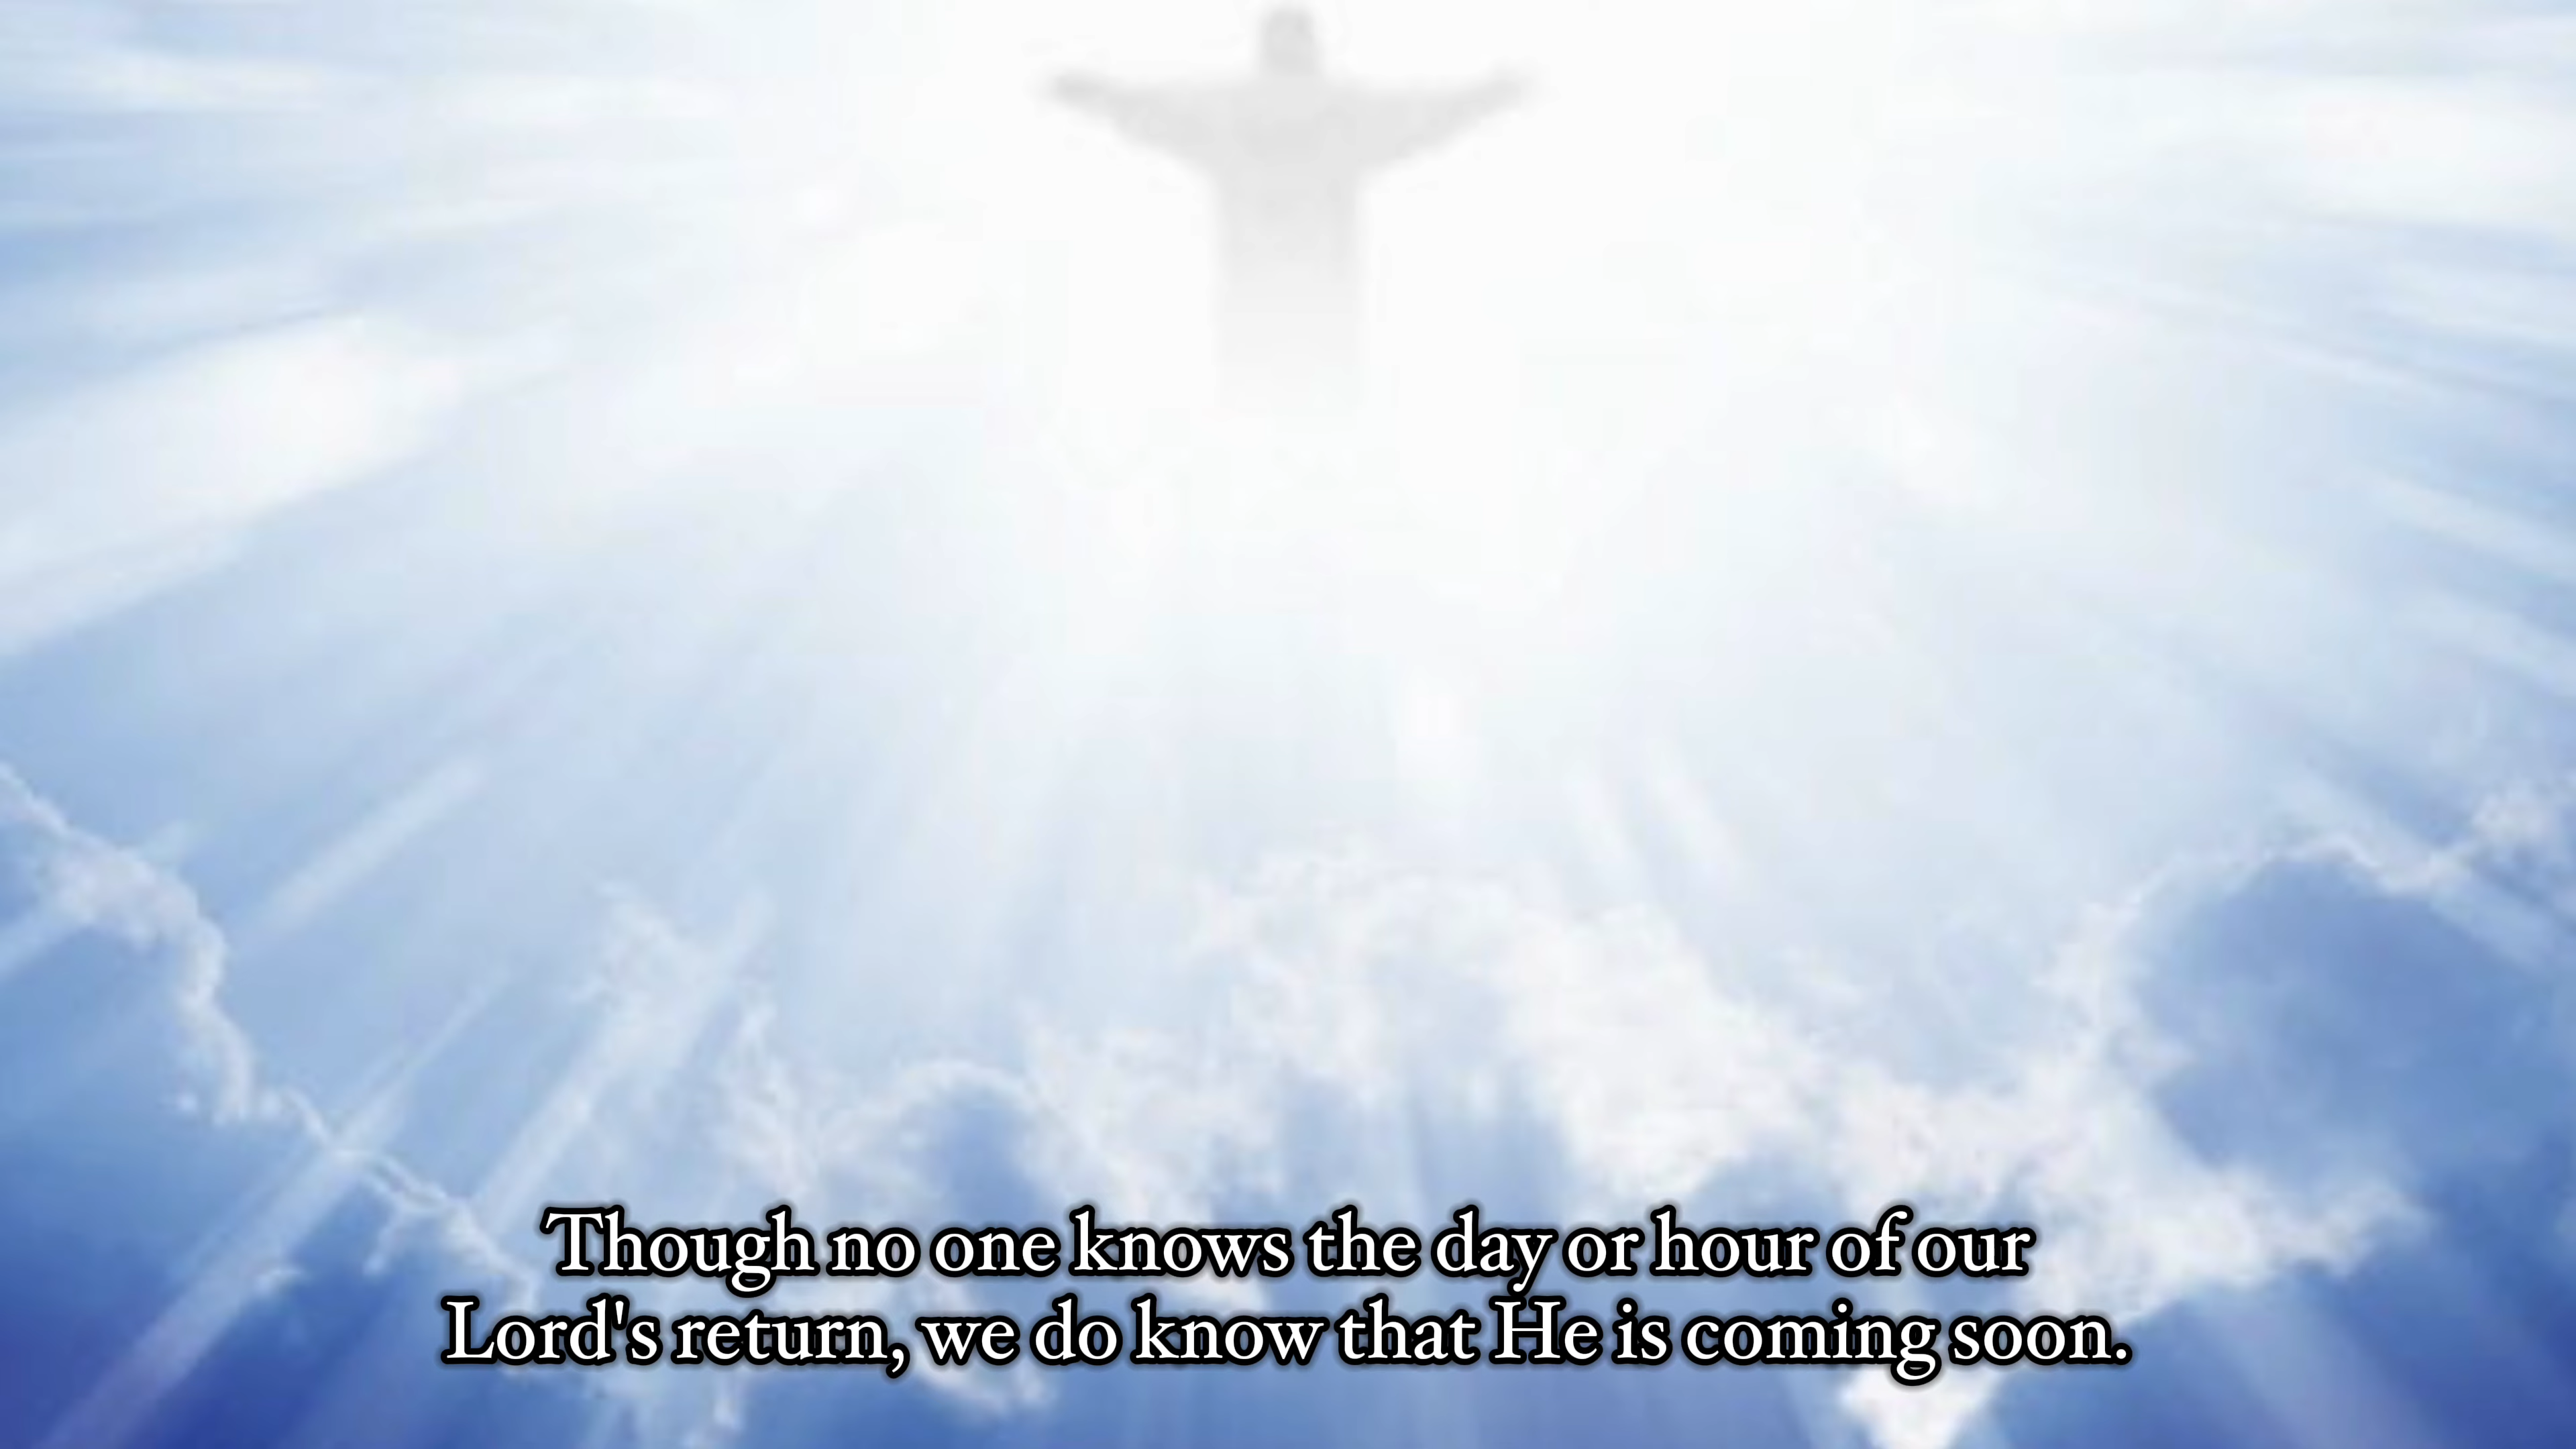 Though no one knows the day or hour of our
Lord's return, we do know that He is coming soon.